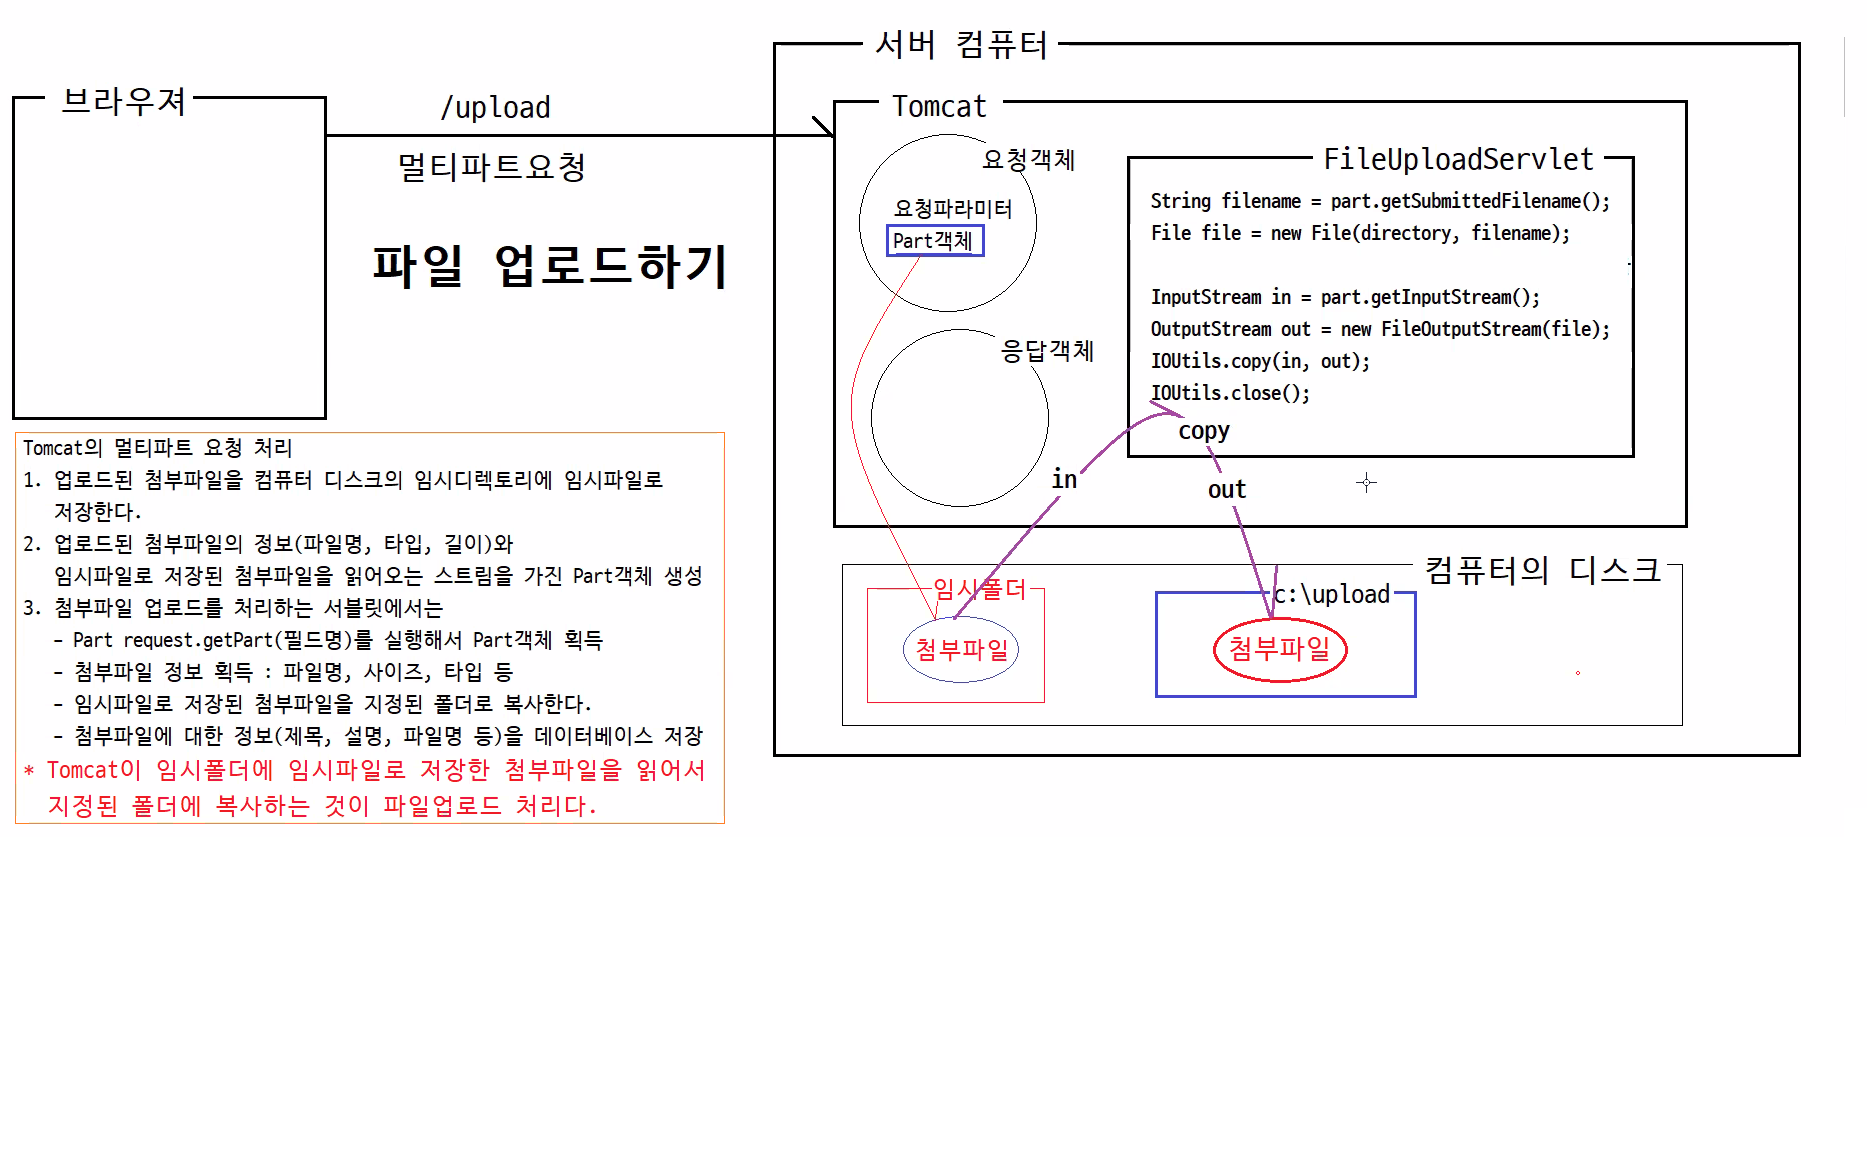 서버 컴퓨터
브라우져
/upload
멀티파트요청
파일 업로드하기
Tomcat
요청객체
요청파라미터
Part객체
응답객체
FileUploadServlet
String filename = part.getSubmittedFilename();
File file = new File(directory, filename);
InputStream in = part.getInputStream();
OutputStream out = new FileOutputStream(file);
IOUtils.copy(in, out);
IOUtils.close();
copy
in
out
컴퓨터의 디스크
임시폴더
첨부파일
c:\upload
첨부파일
Tomcat의 멀티파트 요청 처리
1. 업로드된 첨부파일을 컴퓨터 디스크의 임시디렉토리에 임시파일로
저장한다.
2. 업로드된 첨부파일의 정보(파일명, 타입, 길이)와
임시파일로 저장된 첨부파일을 읽어오는 스트림을 가진 Part객체 생성
3. 첨부파일 업로드를 처리하는 서블릿에서는
- Part request.getPart(필드명)를 실행해서 Part객체 획득
- 첨부파일 정보 획득 : 파일명, 사이즈, 타입 등
- 임시파일로 저장된 첨부파일을 지정된 폴더로 복사한다.
- 첨부파일에 대한 정보(제목, 설명, 파일명 등)을 데이터베이스 저장
* Tomcat이 임시폴더에 임시파일로 저장한 첨부파일을 읽어서
지정된 폴더에 복사하는 것이 파일업로드 처리다.